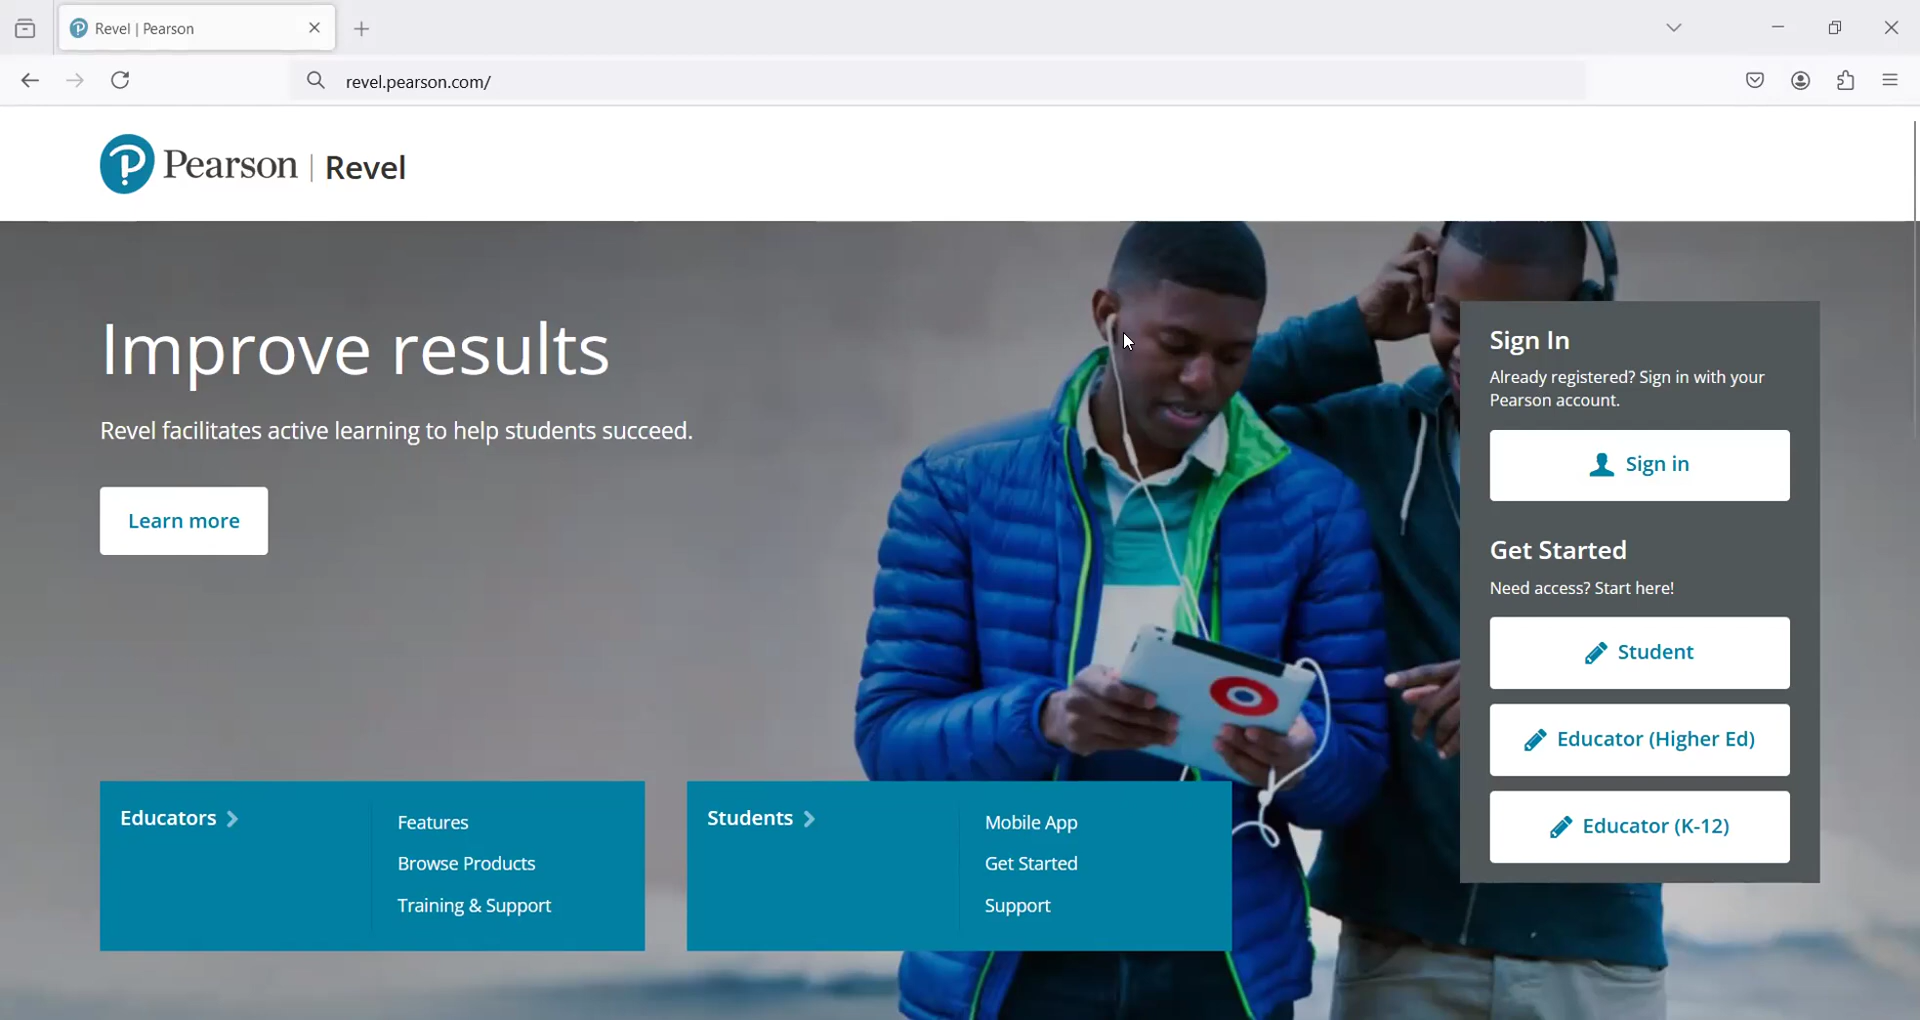 Revel | Pearson
revel.pearson.com/
Pearson | Revel
Improve results
Revel facilitates active learning to help students succeed.
Learn more
Sign In
Already registered? Sign in with your
Pearson account.
Sign in
Get Started
Need access? Start here!
Student
Educator (Higher Ed)
Educator (K-12)
Educators
Features
Browse Products
Training & Support
Students
Mobile App
Get Started
Support